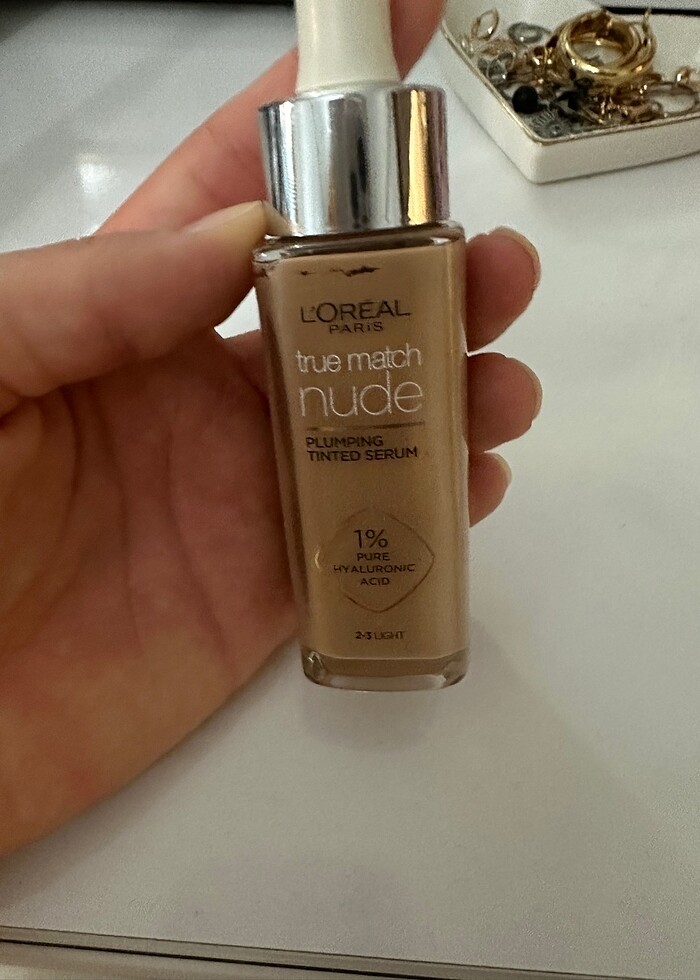 L'ORÉAL
PARIS
true match
nude
PLUMPING
TINTED SERUM
1%
PURE
HYALURONIC
ACID
2-3 LIGHT